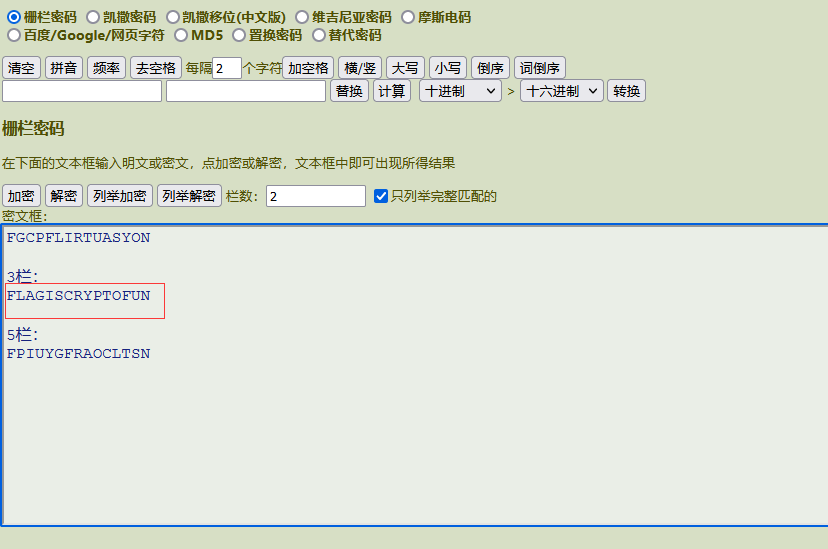 栅栏密码 凯撒密码 凯撒移位(中文版) 维吉尼亚密码 摩斯电码
百度/Google/网页字符 MD5 置换密码 替代密码
清空 拼音 频率 去空格 每隔 2 个字符 加空格 横/竖 大写 小写 倒序 词倒序
替换 计算 十进制 > 十六进制 转换
栅栏密码
在下面的文本框输入明文或密文，点加密或解密，文本框中即可出现所得结果
加密 解密 列举加密 列举解密 栏数： 2 只列举完整匹配的
密文框：
FGCPFLIRTUASYON
3栏：
FLAGISCRYPTOFUN
5栏：
FPIUYGFRAOCLTSN